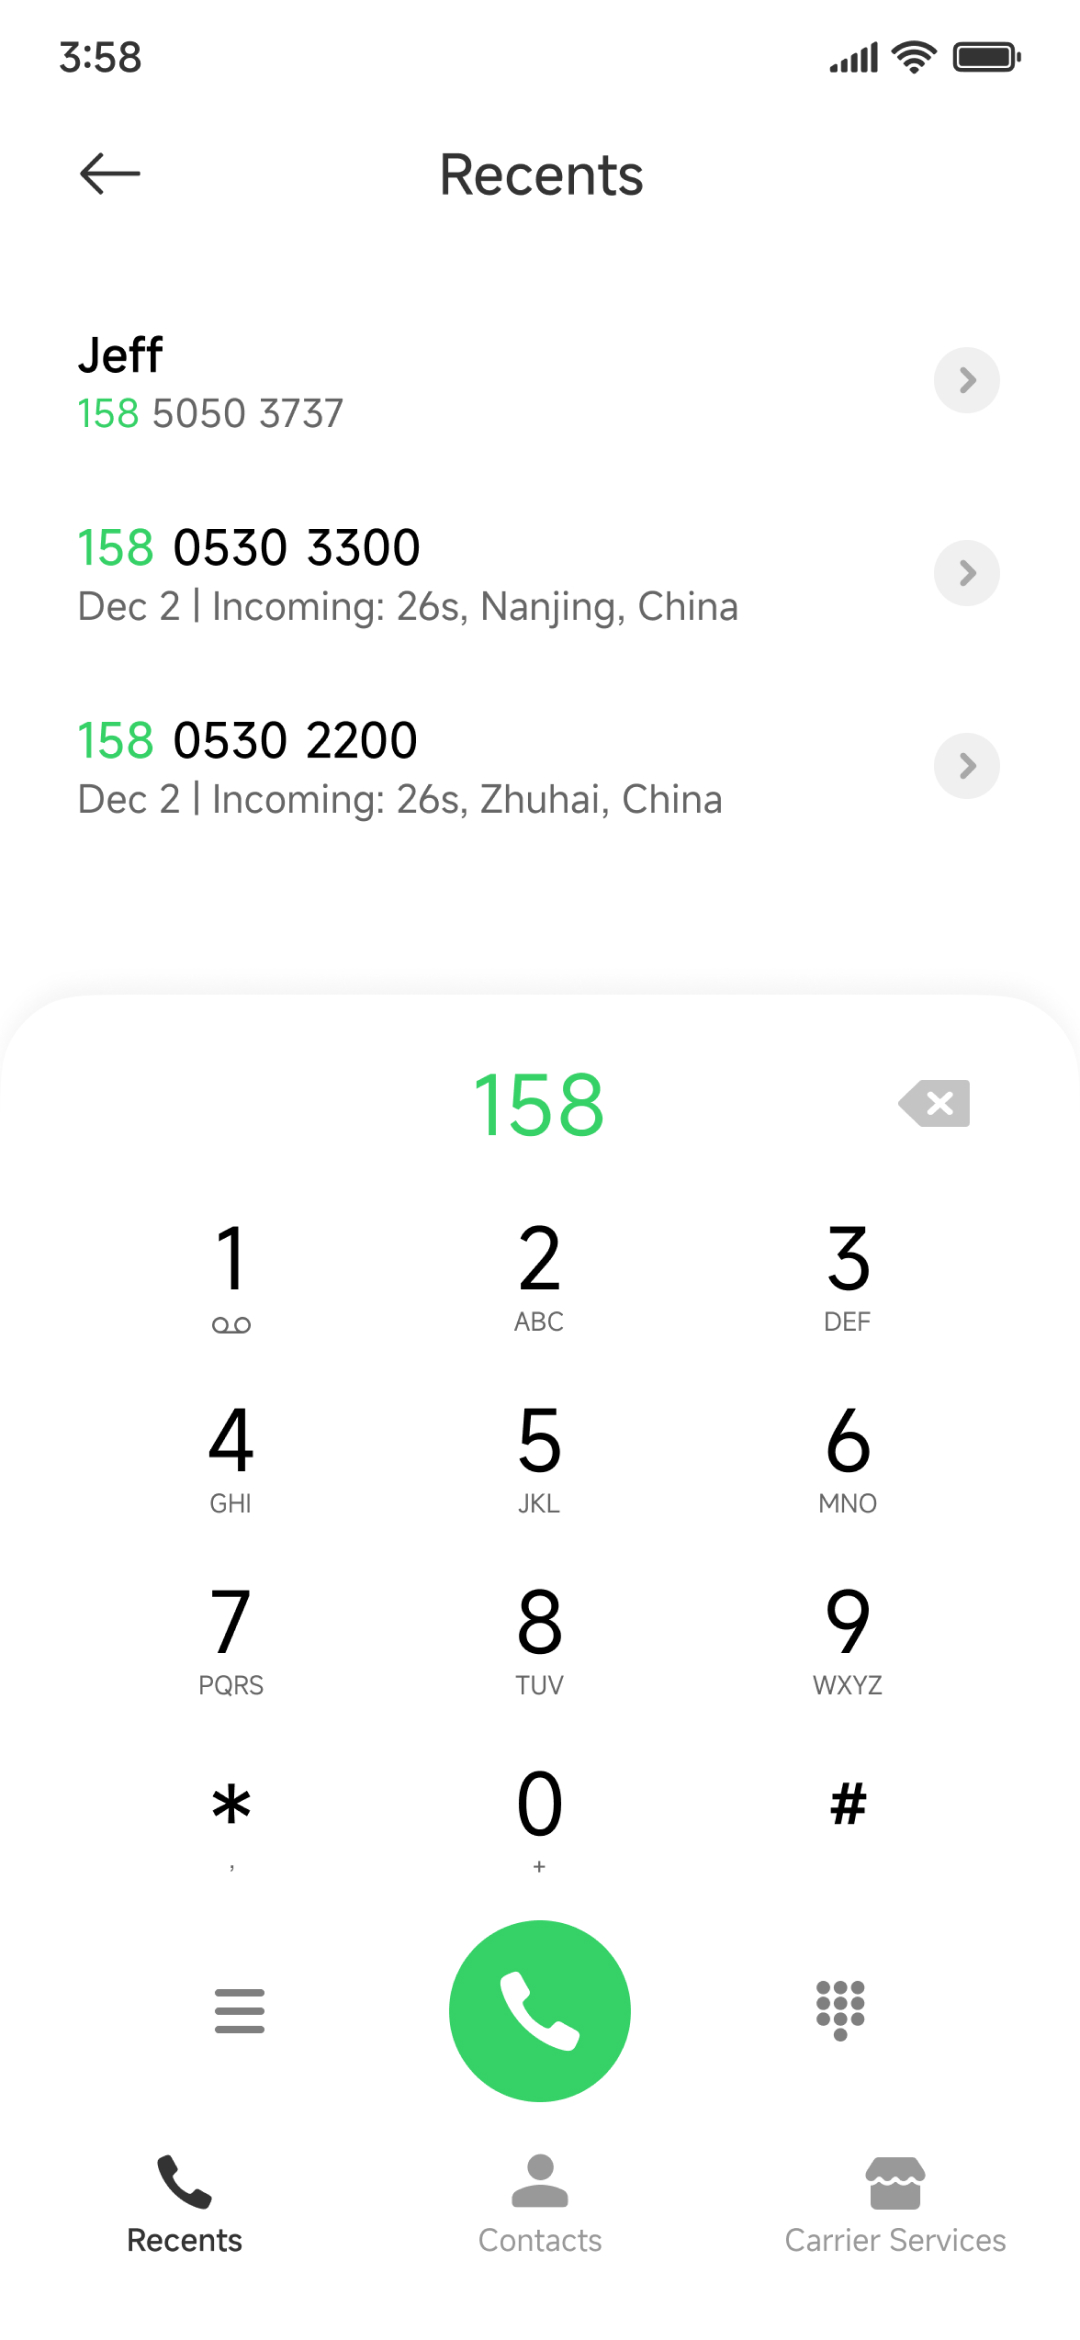 3:58
Recents
Jeff
158 5050 3737
158 0530 3300
Dec 2 | Incoming: 26s, Nanjing, China
158 0530 2200
Dec 2 | Incoming: 26s, Zhuhai, China
158
1 2 3
ABC DEF
4 5 6
GHI JKL MNO
7 8 9
PQRS TUV WXYZ
* 0 #
, +
Recents Contacts Carrier Services